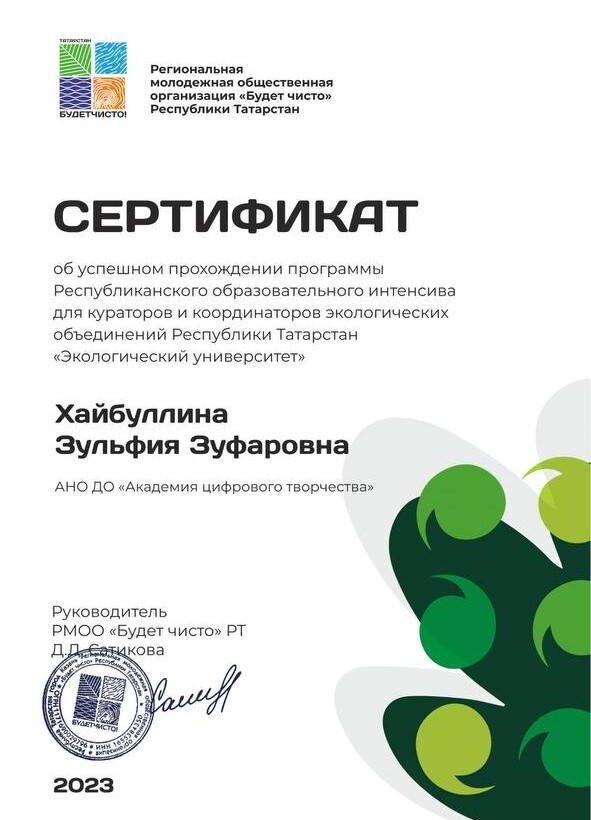 ТАТАРСТАН
БУДЕТЧИСТО!
Региональная
молодежная общественная
организация «Будет чисто»
Республики Татарстан
СЕРТИФИКАТ
об успешном прохождении программы
Республиканского образовательного интенсива
для кураторов и координаторов экологических
объединений Республики Татарстан
«Экологический университет»
Хайбуллина
Зульфия Зуфаровна
АНО ДО «Академия цифрового творчества»
Руководитель
РМОО «Будет чисто» РТ
Д.Д. Сатикова
БУДЕТЧИСТО!
2023